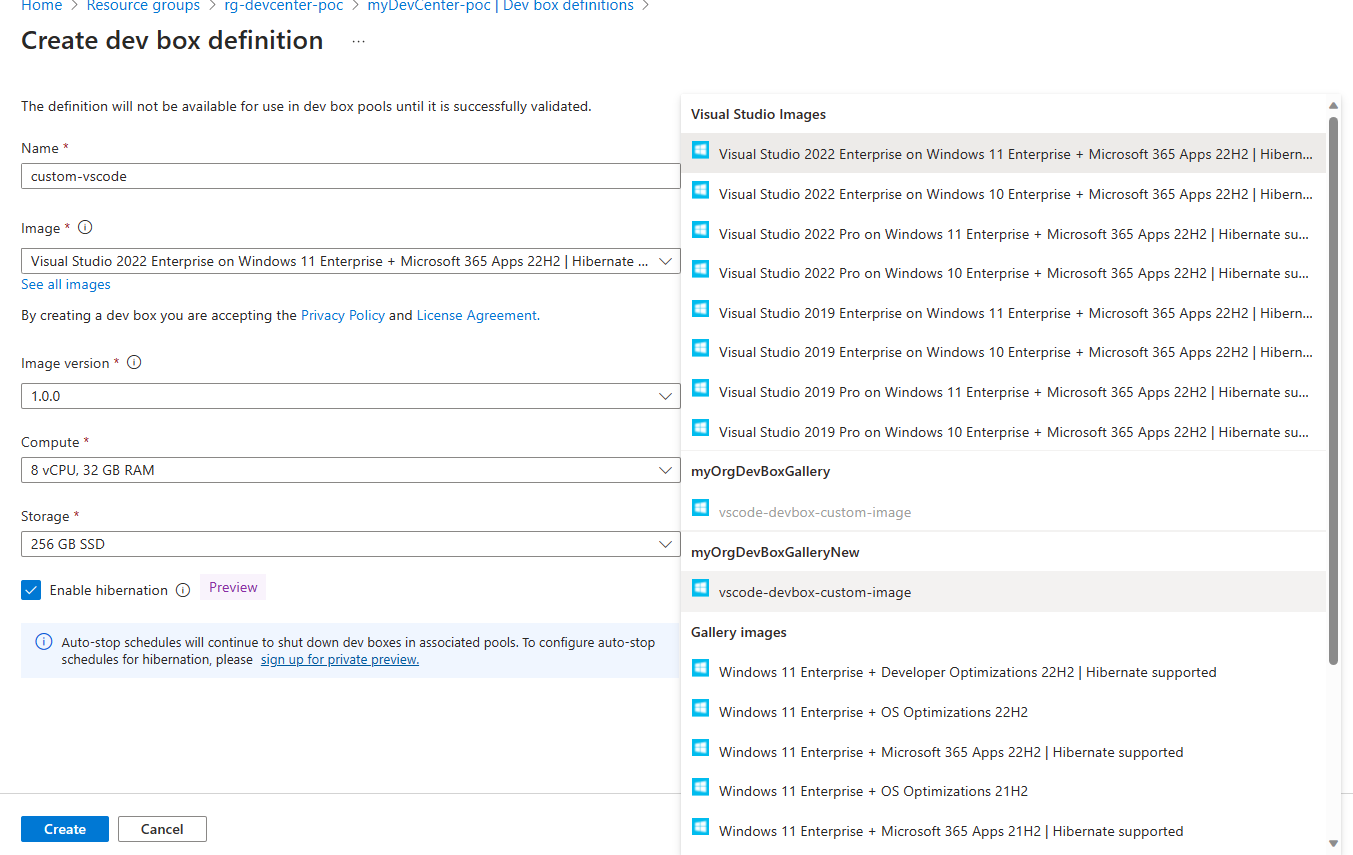 Home > Resource groups > rg-devcenter-poc > myDevCenter-poc | Dev box definitions >
Create dev box definition ...
The definition will not be available for use in dev box pools until it is successfully validated.
Name *
custom-vscode
Image *
Visual Studio 2022 Enterprise on Windows 11 Enterprise + Microsoft 365 Apps 22H2 | Hibernate ...
See all images
By creating a dev box you are accepting the Privacy Policy and License Agreement.
Image version *
1.0.0
Compute *
8 vCPU, 32 GB RAM
Storage *
256 GB SSD
Enable hibernation Preview
Auto-stop schedules will continue to shut down dev boxes in associated pools. To configure auto-stop
schedules for hibernation, please sign up for private preview.
Create Cancel
Visual Studio Images
Visual Studio 2022 Enterprise on Windows 11 Enterprise + Microsoft 365 Apps 22H2 | Hibern...
Visual Studio 2022 Enterprise on Windows 10 Enterprise + Microsoft 365 Apps 22H2 | Hibern...
Visual Studio 2022 Pro on Windows 11 Enterprise + Microsoft 365 Apps 22H2 | Hibernate su...
Visual Studio 2022 Pro on Windows 10 Enterprise + Microsoft 365 Apps 22H2 | Hibernate su...
Visual Studio 2019 Enterprise on Windows 11 Enterprise + Microsoft 365 Apps 22H2 | Hibern...
Visual Studio 2019 Enterprise on Windows 10 Enterprise + Microsoft 365 Apps 22H2 | Hibern...
Visual Studio 2019 Pro on Windows 11 Enterprise + Microsoft 365 Apps 22H2 | Hibernate su...
Visual Studio 2019 Pro on Windows 10 Enterprise + Microsoft 365 Apps 22H2 | Hibernate su...
myOrgDevBoxGallery
vscode-devbox-custom-image
myOrgDevBoxGalleryNew
vscode-devbox-custom-image
Gallery images
Windows 11 Enterprise + Developer Optimizations 22H2 | Hibernate supported
Windows 11 Enterprise + OS Optimizations 22H2
Windows 11 Enterprise + Microsoft 365 Apps 22H2 | Hibernate supported
Windows 11 Enterprise + OS Optimizations 21H2
Windows 11 Enterprise + Microsoft 365 Apps 21H2 | Hibernate supported